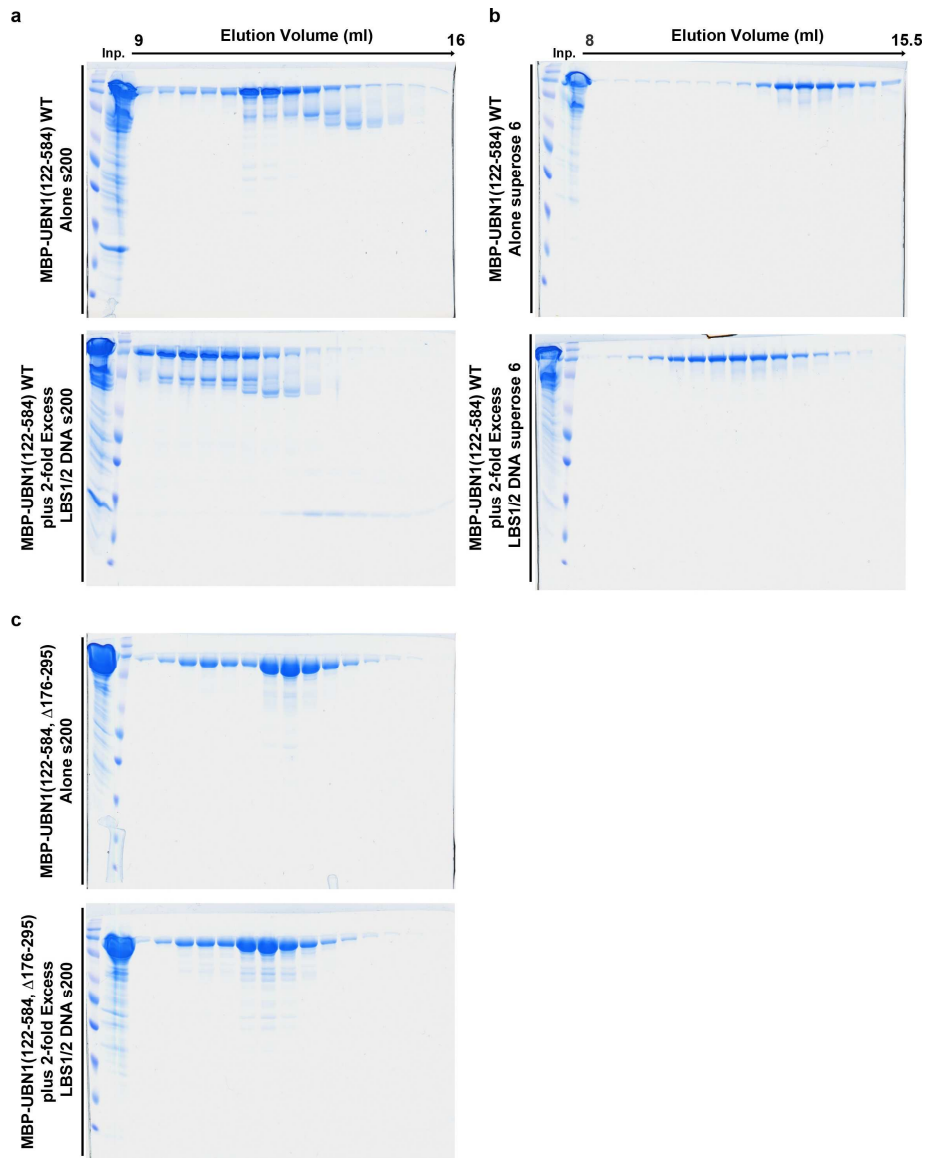 a
Inp.
9
Elution Volume (ml)
16
MBP-UBN1(122-584) WT
Alone s200
MBP-UBN1(122-584) WT
plus 2-fold Excess
LBS1/2 DNA s200
b
Inp.
8
Elution Volume (ml)
15.5
MBP-UBN1(122-584) WT
Alone superose 6
MBP-UBN1(122-584) WT
plus 2-fold Excess
LBS1/2 DNA superose 6
c
MBP-UBN1(122-584, Δ176-295)
Alone s200
MBP-UBN1(122-584, Δ176-295)
plus 2-fold Excess
LBS1/2 DNA s200